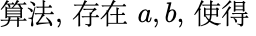 算法, 存在 a, b, 使得